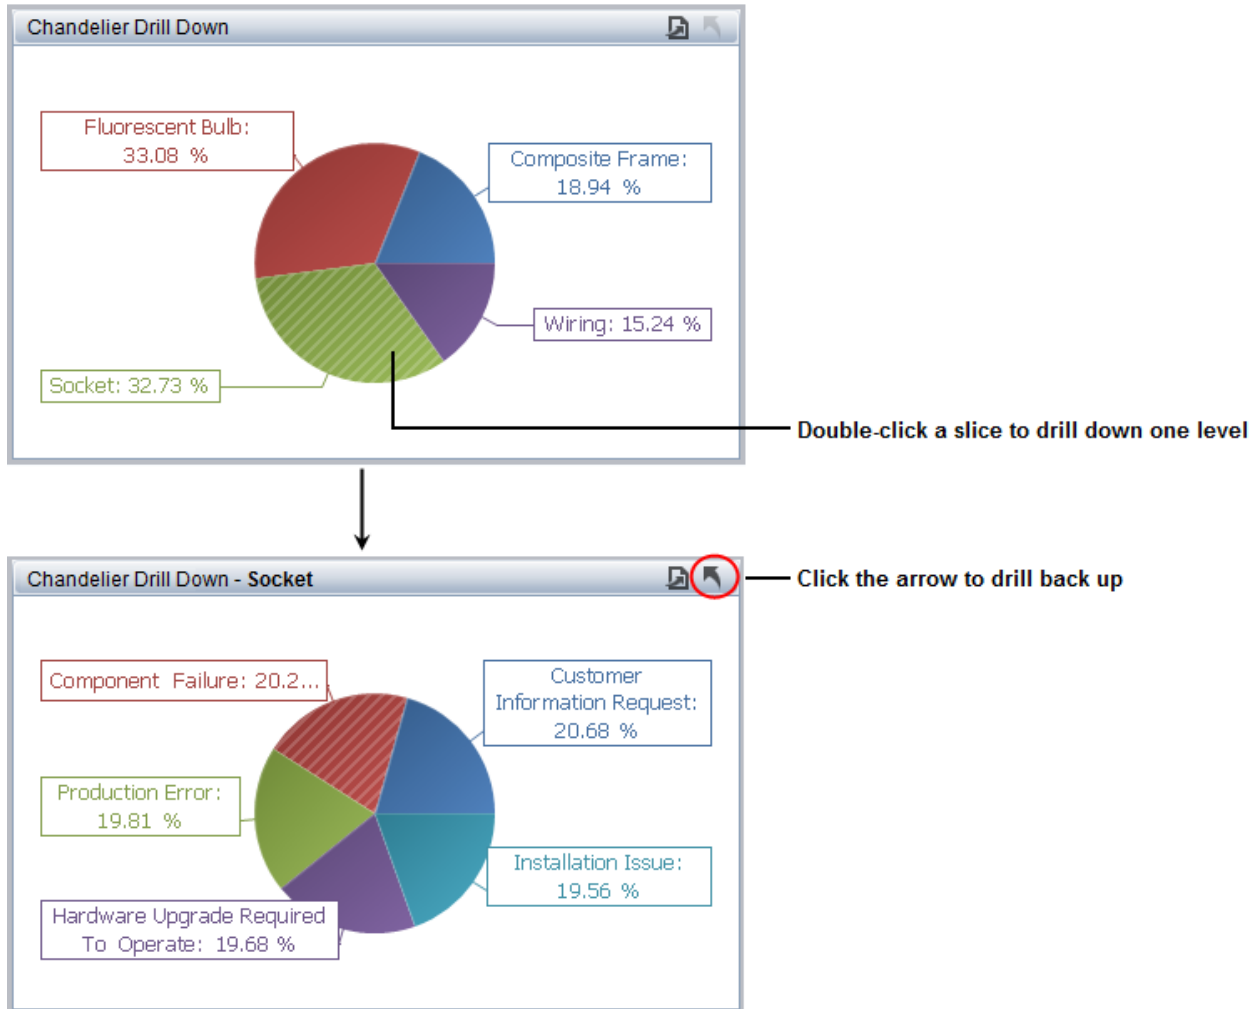 Chandelier Drill Down
Fluorescent Bulb:
33.08 %
Composite Frame:
18.94 %
Wiring: 15.24 %
Socket: 32.73 %
Double-click a slice to drill down one level
Chandelier Drill Down - Socket
Click the arrow to drill back up
Component Failure: 20.2...
Customer
Information Request:
20.68 %
Production Error:
19.81 %
Installation Issue:
19.56 %
Hardware Upgrade Required
To Operate: 19.68 %